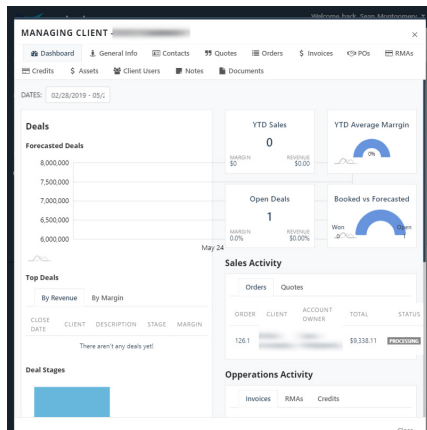 Welcome back, Sean Montgomery
MANAGING CLIENT -
×
Dashboard General Info Contacts Quotes Orders $ Invoices POs RMAs
Credits $ Assets Client Users Notes Documents
DATES: 02/28/2019 - 05/2
Deals
Forecasted Deals
8,000,000
7,500,000
7,000,000
6,500,000
6,000,000
May 24
YTD Sales
0
MARGIN REVENUE
$0 $0.00
YTD Average Marrgin
0%
Open Deals
1
MARGIN REVENUE
0.0% $0.00%
Booked vs Forecasted
Won Open
0 1
Top Deals
By Revenue By Margin
CLOSE DATE CLIENT DESCRIPTION STAGE MARGIN
There aren't any deals yet!
Deal Stages
Sales Activity
Orders Quotes
ORDER CLIENT ACCOUNT OWNER TOTAL STATUS
126.1 $9,338.11 PROCESSING
Opperations Activity
Invoices RMAs Credits
Close